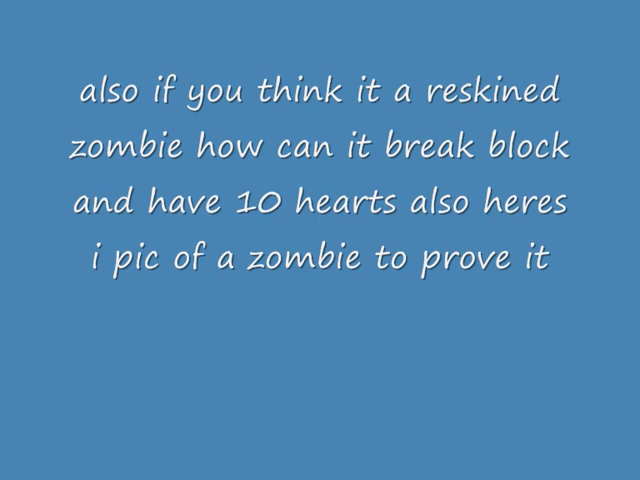 also if you think it a reskined
zombie how can it break block
and have 10 hearts also heres
i pic of a zombie to prove it